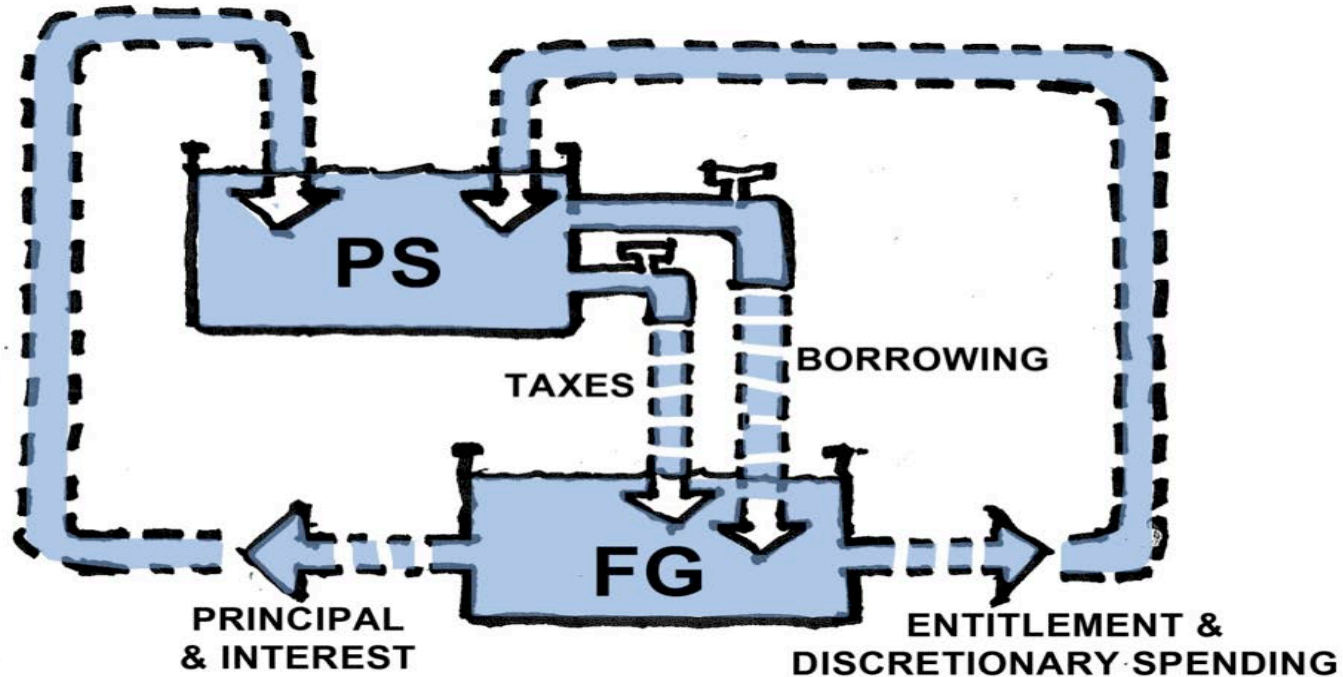 PS
TAXES
BORROWING
FG
PRINCIPAL
& INTEREST
ENTITLEMENT &
DISCRETIONARY SPENDING